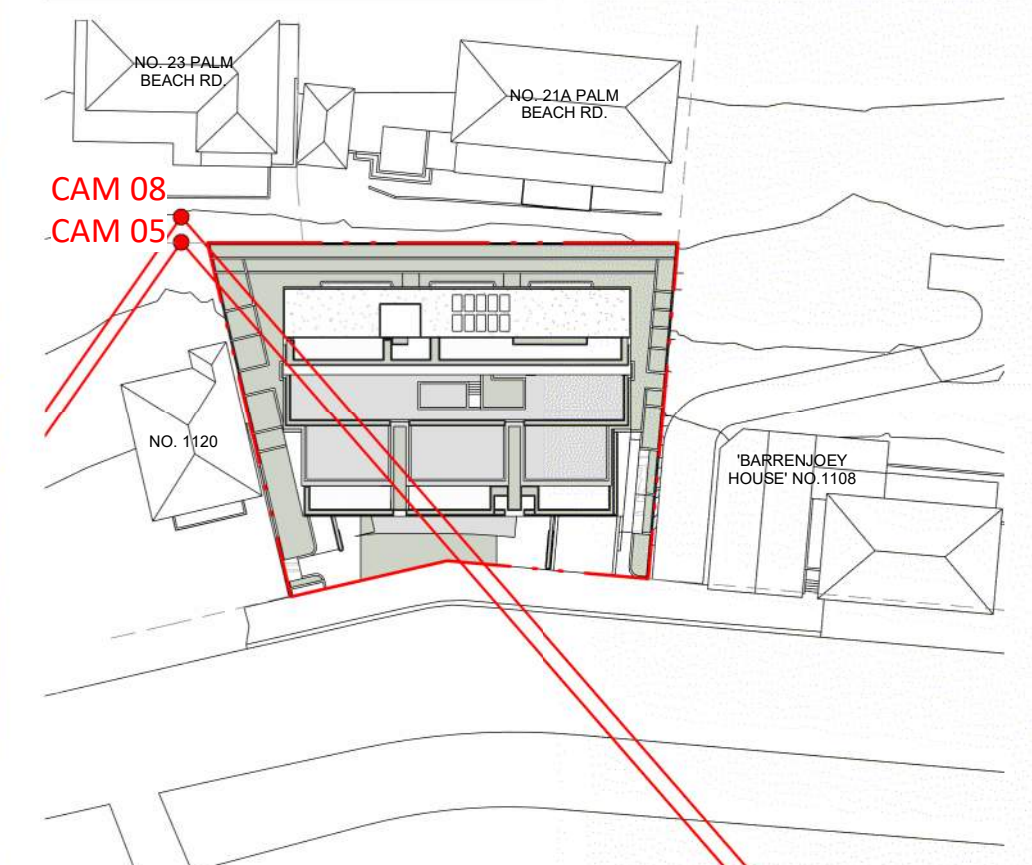 NO. 23 PALM
BEACH RD.
NO. 21A PALM
BEACH RD.
CAM 08
CAM 05
NO. 1120
'BARRENJOEY
HOUSE' NO.1108